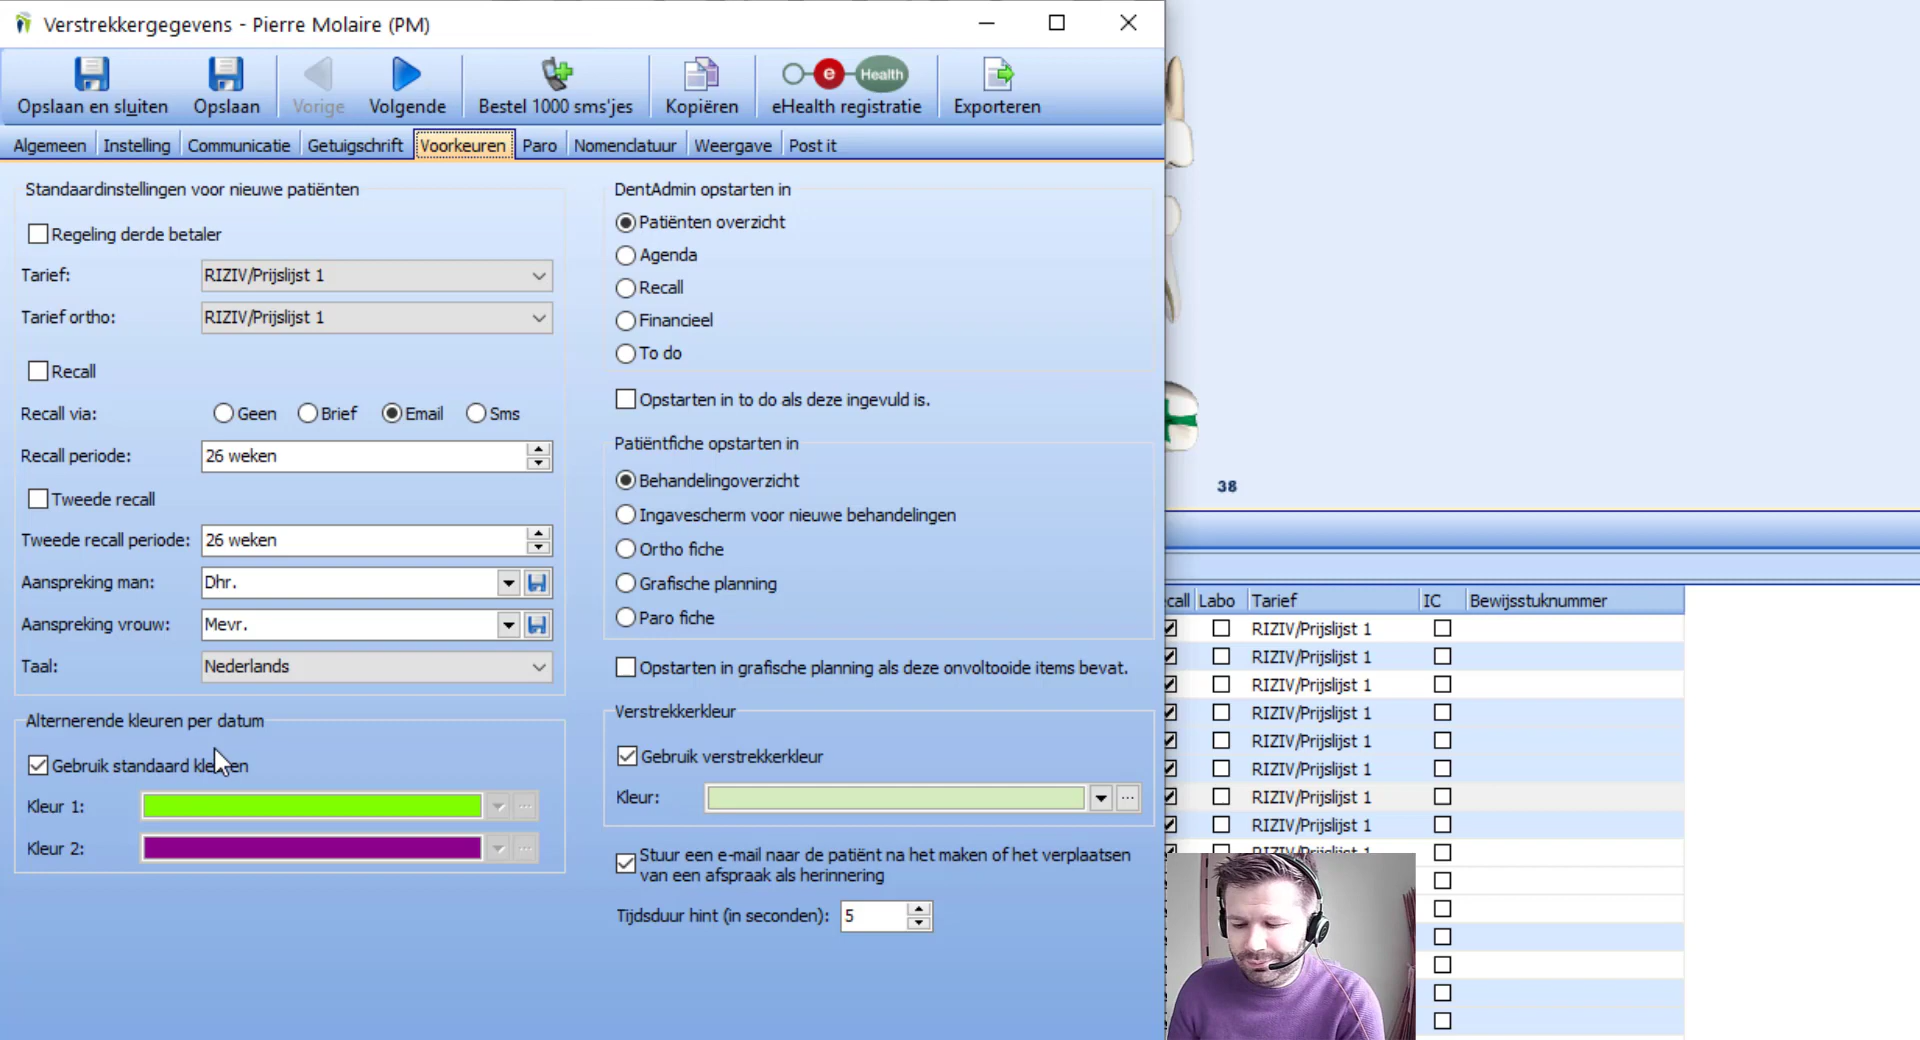 Verstrekkergegevens - Pierre Molaire (PM)
Opslaan en sluiten
Opslaan
Vorige
Volgende
Bestel 1000 sms'jes
Kopiëren
e Health
eHealth registratie
Exporteren
Algemeen
Instelling
Communicatie
Getuigschrift
Voorkeuren
Paro
Nomenclatuur
Weergave
Post it
Standaardinstellingen voor nieuwe patiënten
Regeling derde betaler
Tarief: RIZIV/Prijslijst 1
Tarief ortho: RIZIV/Prijslijst 1
Recall
Recall via: Geen Brief Email Sms
Recall periode: 26 weken
Tweede recall
Tweede recall periode: 26 weken
Aanspreking man: Dhr.
Aanspreking vrouw: Mevr.
Taal: Nederlands
Alternerende kleuren per datum
Gebruik standaard kleuren
Kleur 1:
Kleur 2:
DentAdmin opstarten in
Patiënten overzicht
Agenda
Recall
Financieel
To do
Opstarten in to do als deze ingevuld is.
Patiëntfiche opstarten in
Behandelingoverzicht
Ingavescherm voor nieuwe behandelingen
Ortho fiche
Grafische planning
Paro fiche
Opstarten in grafische planning als deze onvoltooide items bevat.
Verstrekkerkleur
Gebruik verstrekkerkleur
Kleur:
Stuur een e-mail naar de patiënt na het maken of het verplaatsen
van een afspraak als herinnering
Tijdsduur hint (in seconden): 5
38
call Labo Tarief IC Bewijsstuknummer
RIZIV/Prijslijst 1
RIZIV/Prijslijst 1
RIZIV/Prijslijst 1
RIZIV/Prijslijst 1
RIZIV/Prijslijst 1
RIZIV/Prijslijst 1
RIZIV/Prijslijst 1
RIZIV/Prijslijst 1
RIZIV/Prijslijst 1